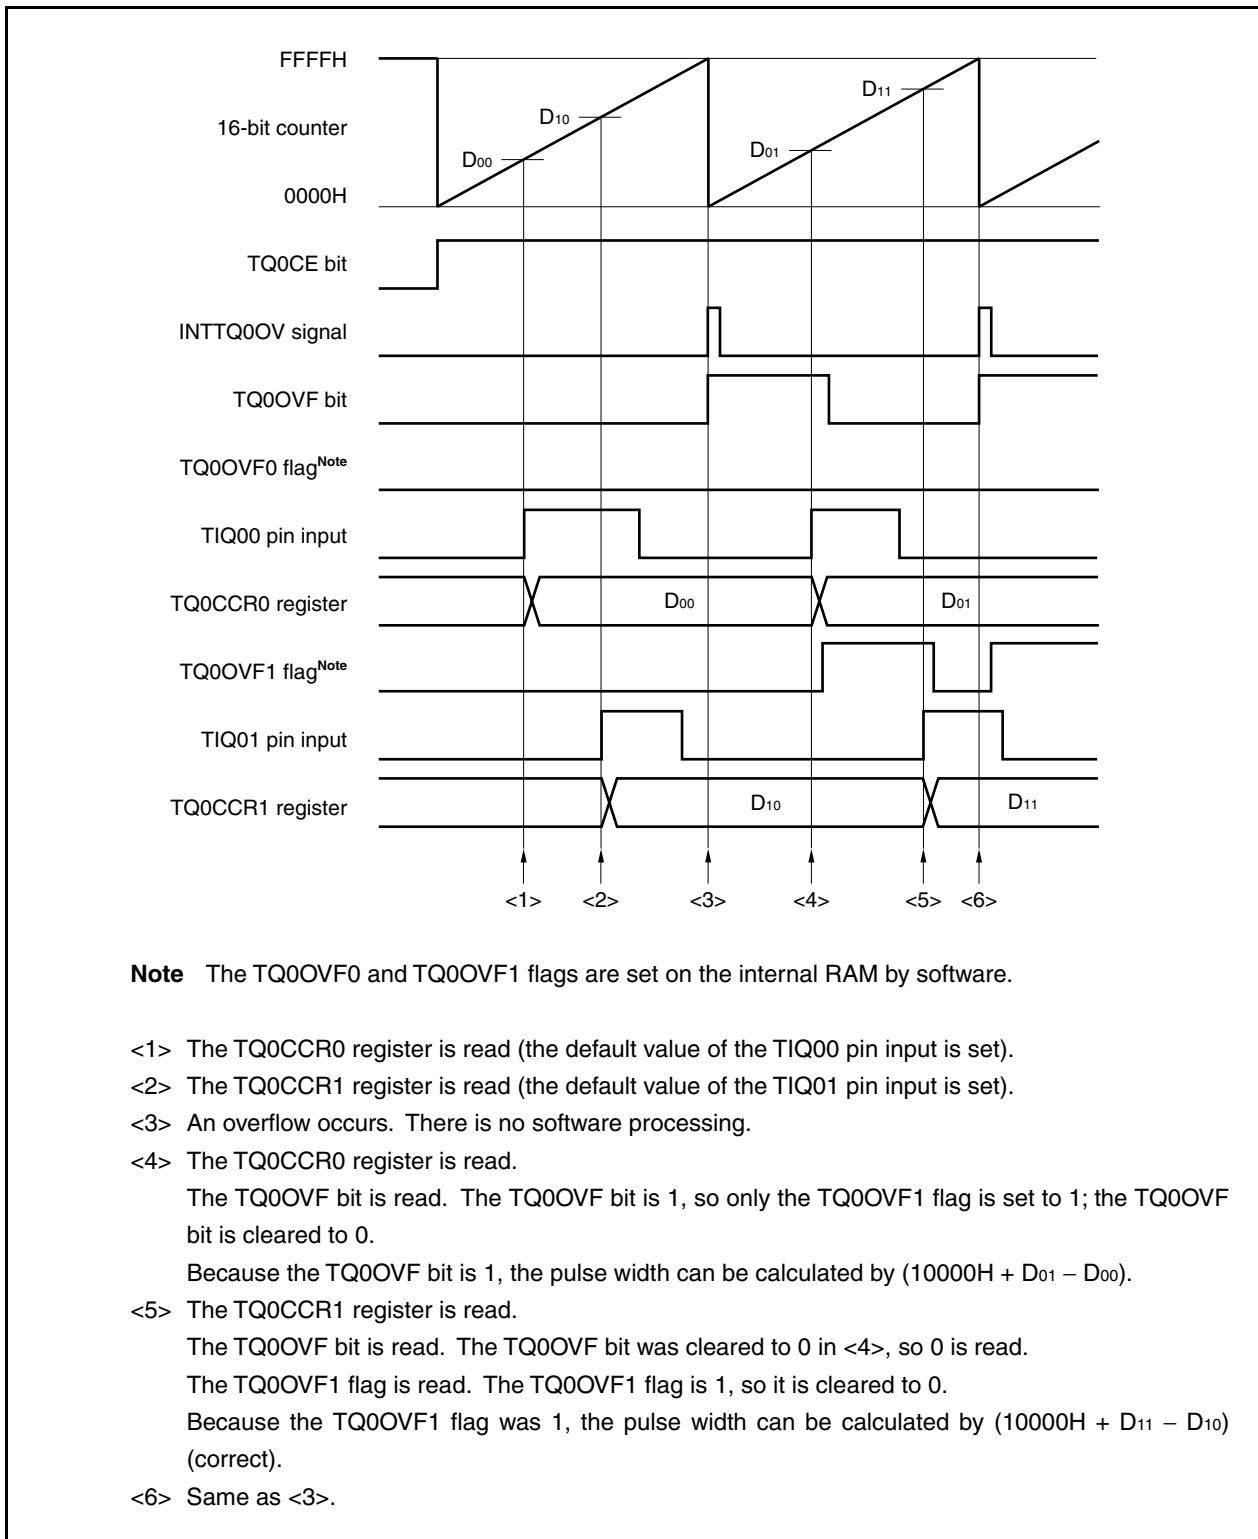 FFFFH
D11
D10
16-bit counter
D01
D00
0000H
TQ0CE bit
INTTQ0OV signal
TQ0OVF bit
TQ0OVF0 flagNote
TIQ00 pin input
TQ0CCR0 register
D00
D01
TQ0OVF1 flagNote
TIQ01 pin input
TQ0CCR1 register
D10
D11
<1> <2> <3> <4> <5> <6>
Note The TQ0OVF0 and TQ0OVF1 flags are set on the internal RAM by software.
<1> The TQ0CCR0 register is read (the default value of the TIQ00 pin input is set).
<2> The TQ0CCR1 register is read (the default value of the TIQ01 pin input is set).
<3> An overflow occurs. There is no software processing.
<4> The TQ0CCR0 register is read.
The TQ0OVF bit is read. The TQ0OVF bit is 1, so only the TQ0OVF1 flag is set to 1; the TQ0OVF
bit is cleared to 0.
Because the TQ0OVF bit is 1, the pulse width can be calculated by (10000H + D01 − D00).
<5> The TQ0CCR1 register is read.
The TQ0OVF bit is read. The TQ0OVF bit was cleared to 0 in <4>, so 0 is read.
The TQ0OVF1 flag is read. The TQ0OVF1 flag is 1, so it is cleared to 0.
Because the TQ0OVF1 flag was 1, the pulse width can be calculated by (10000H + D11 − D10)
(correct).
<6> Same as <3>.